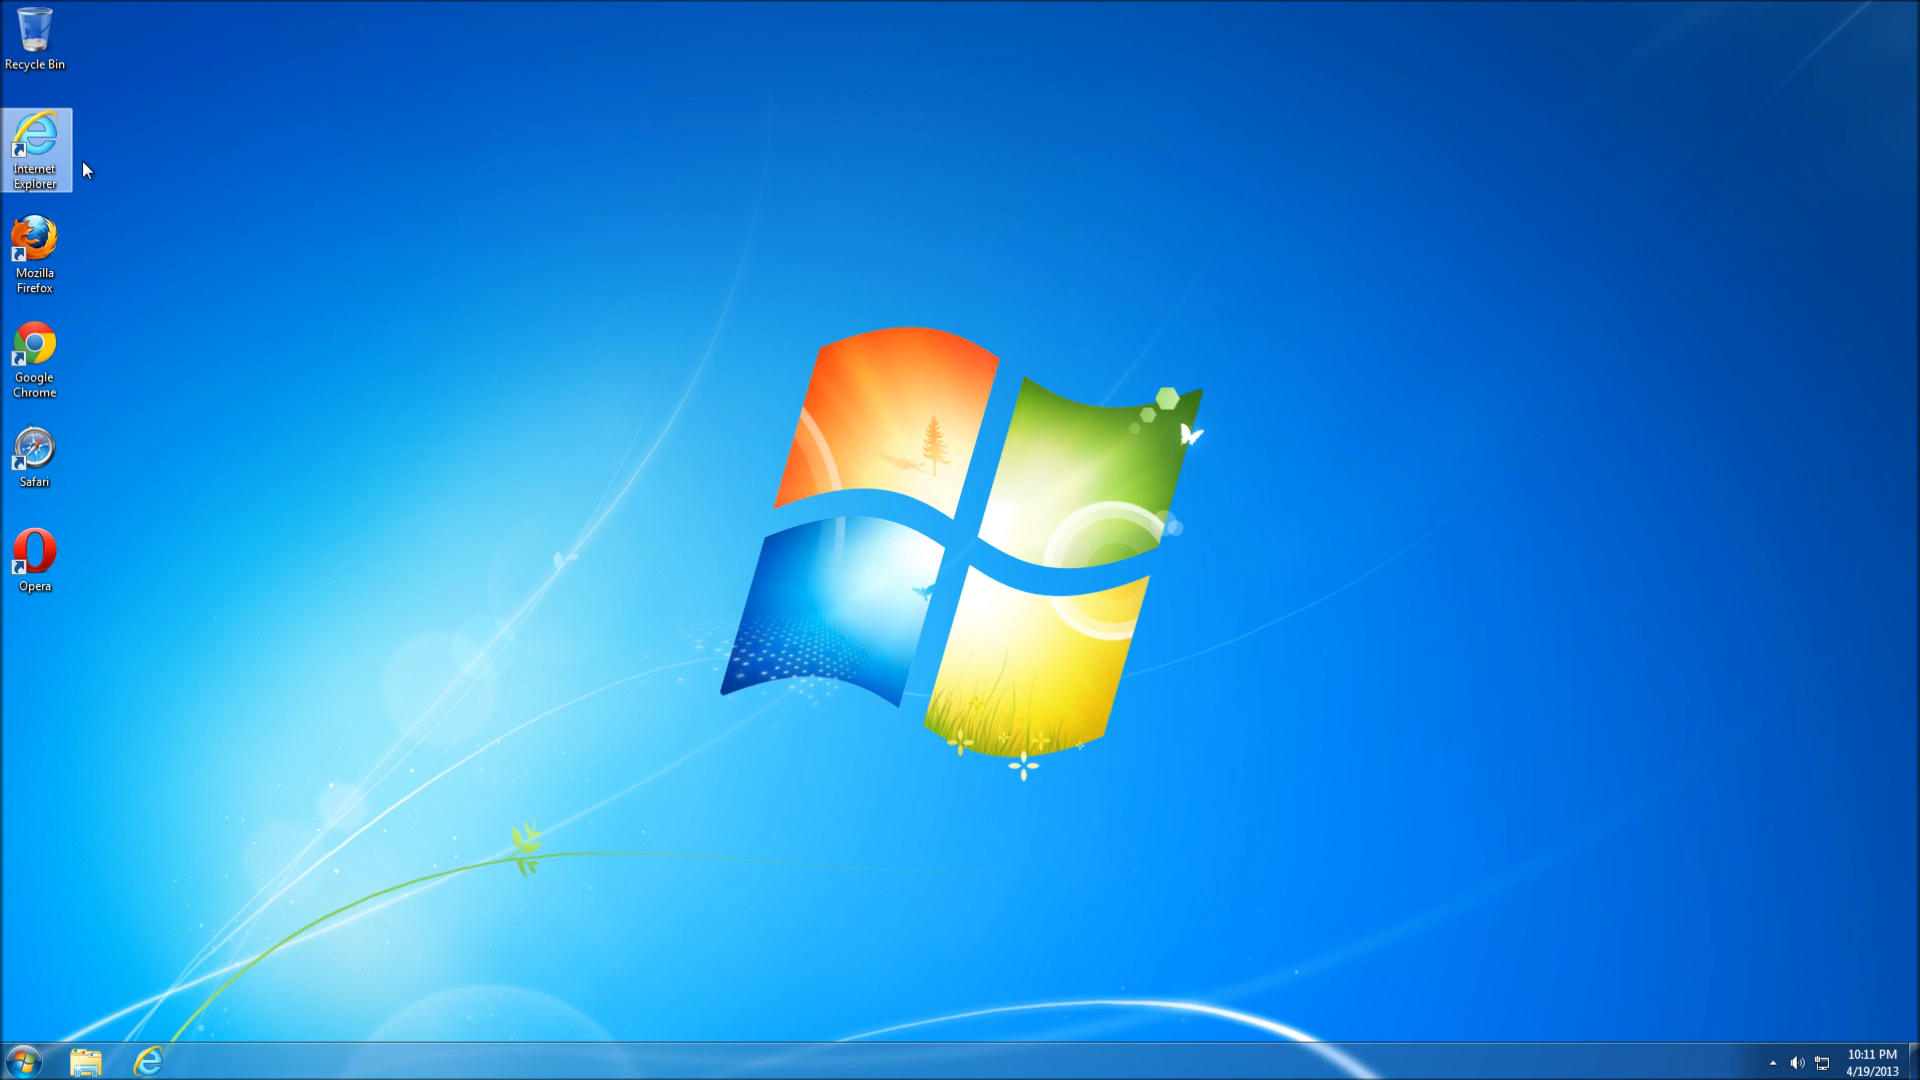 Recycle Bin
Internet
Explorer
Mozilla
Firefox
Google
Chrome
Safari
Opera
10:11 PM
4/19/2013